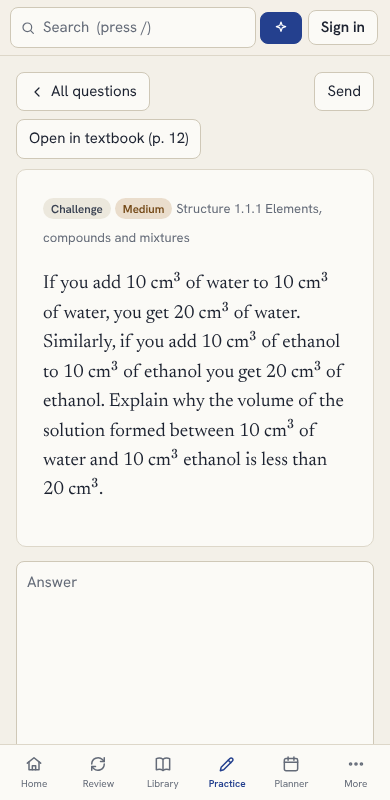 Search (press /)
Sign in
All questions
Send
Open in textbook (p. 12)
Challenge Medium Structure 1.1.1 Elements,
compounds and mixtures
If you add 10 cm³ of water to 10 cm³
of water, you get 20 cm³ of water.
Similarly, if you add 10 cm³ of ethanol
to 10 cm³ of ethanol you get 20 cm³ of
ethanol. Explain why the volume of the
solution formed between 10 cm³ of
water and 10 cm³ ethanol is less than
20 cm³.
Answer
Home Review Library Practice Planner More